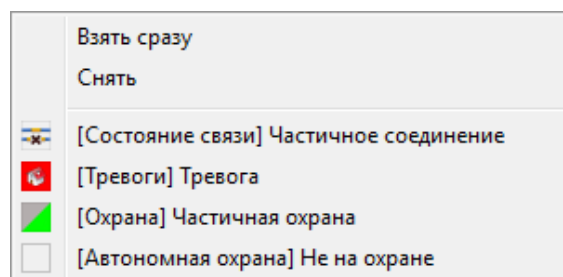 Взять сразу
Снять
[Состояние связи] Частичное соединение
[Тревоги] Тревога
[Охрана] Частичная охрана
[Автономная охрана] Не на охране